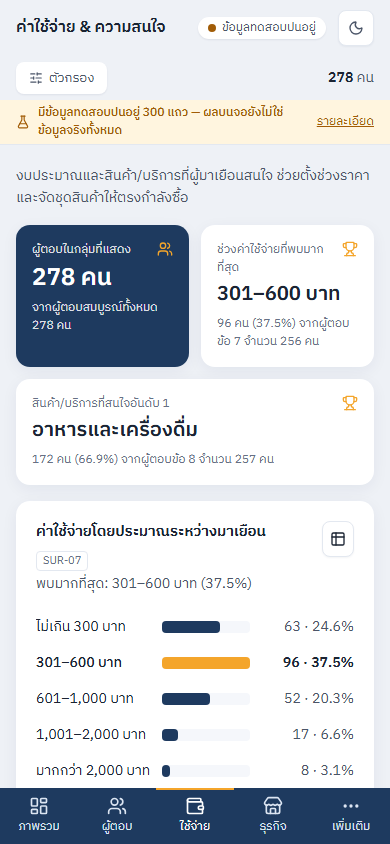 ค่าใช้จ่าย & ความสนใจ
ข้อมูลทดสอบปนอยู่
ตัวกรอง
278 คน
มีข้อมูลทดสอบปนอยู่ 300 แถว — ผลบนจอยังไม่ใช่
ข้อมูลจริงทั้งหมด
รายละเอียด
งบประมาณและสินค้า/บริการที่ผู้มาเยือนสนใจ ช่วยตั้งช่วงราคา
และจัดชุดสินค้าให้ตรงกำลังซื้อ
ผู้ตอบในกลุ่มที่แสดง
278 คน
จากผู้ตอบสมบูรณ์ทั้งหมด
278 คน
ช่วงค่าใช้จ่ายที่พบมาก
ที่สุด
301–600 บาท
96 คน (37.5%) จากผู้ตอบ
ข้อ 7 จำนวน 256 คน
สินค้า/บริการที่สนใจอันดับ 1
อาหารและเครื่องดื่ม
172 คน (66.9%) จากผู้ตอบข้อ 8 จำนวน 257 คน
ค่าใช้จ่ายโดยประมาณระหว่างมาเยือน
SUR-07
พบมากที่สุด: 301–600 บาท (37.5%)
ไม่เกิน 300 บาท 63 · 24.6%
301–600 บาท 96 · 37.5%
601–1,000 บาท 52 · 20.3%
1,001–2,000 บาท 17 · 6.6%
มากกว่า 2,000 บาท 8 · 3.1%
ภาพรวม
ผู้ตอบ
ใช้จ่าย
ธุรกิจ
เพิ่มเติม